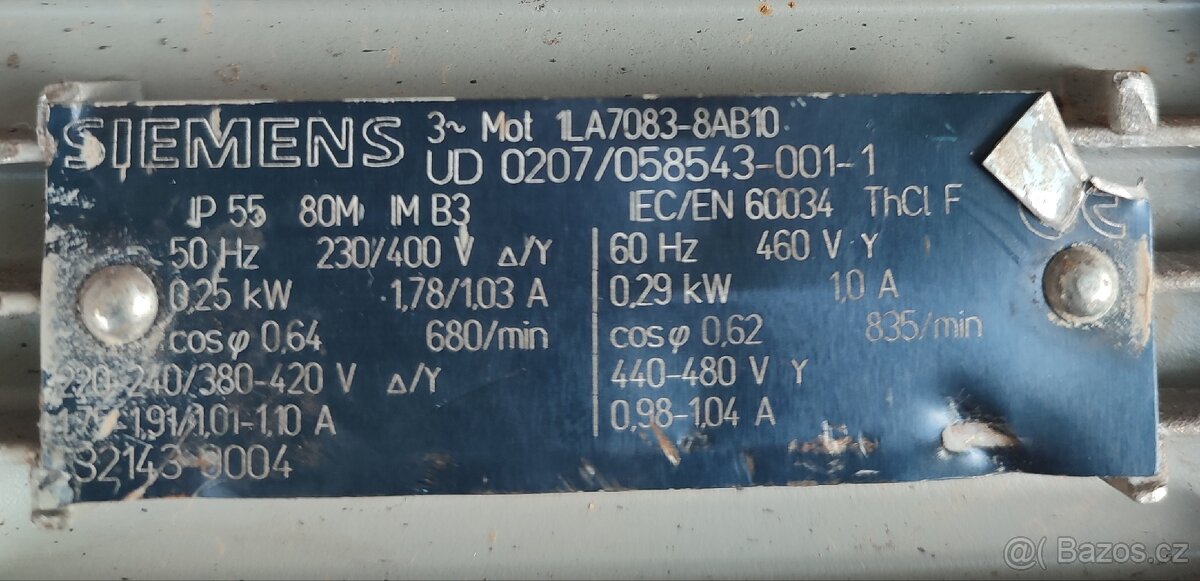 SIEMENS 3~ Mot 1LA7083-8AB10
UD 0207/058543-001-1
IP 55 80M IM B3 IEC/EN 60034 ThCl F
50 Hz 230/400 V Δ/Y
0,25 kW 1,78/1,03 A
cosφ 0,64 680/min
220-240/380-420 V Δ/Y
-1,91/1,01-1,10 A
60 Hz 460 V Y
0,29 kW 1,0 A
cosφ 0,62 835/min
440-480 V Y
0,98-1,04 A
@( Bazos.cz